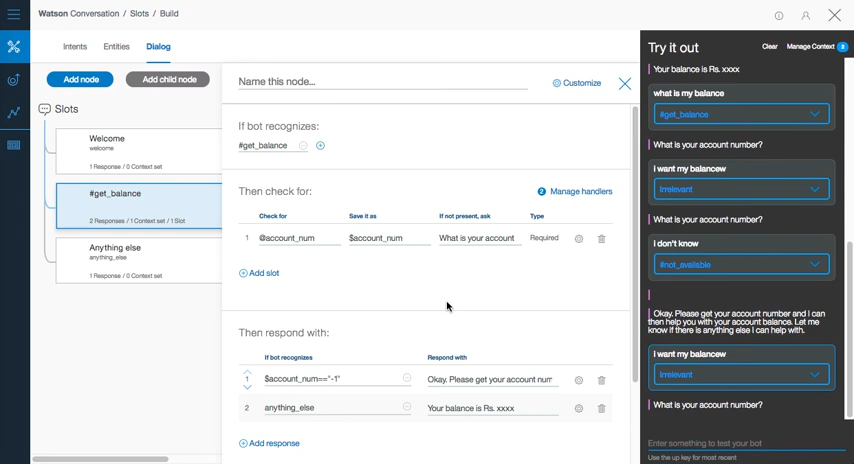 Watson Conversation / Slots / Build
Intents
Entities
Dialog
Add node
Add child node
Slots
Welcome
welcome
1 Response / 0 Context set
#get_balance
2 Responses / 1 Context set / 1 Slot
Anything else
anything_else
1 Response / 0 Context set
Name this node...
Customize
If bot recognizes:
#get_balance
Then check for:
2 Manage handlers
Check for
Save it as
If not present, ask
Type
1 @account_num $account_num What is your account Required
Add slot
Then respond with:
If bot recognizes
Respond with
1 $account_num=="-1" Okay. Please get your account num
2 anything_else Your balance is Rs. xxxx
Add response
Try it out
Clear
Manage Context 3
Your balance is Rs. xxxx
what is my balance
#get_balance
What is your account number?
i want my balancew
Irrelevant
What is your account number?
i don't know
#not_available
Okay. Please get your account number and I can
then help you with your account balance. Let me
know if there is anything else I can help with.
i want my balancew
Irrelevant
What is your account number?
Enter something to test your bot
Use the up key for most recent